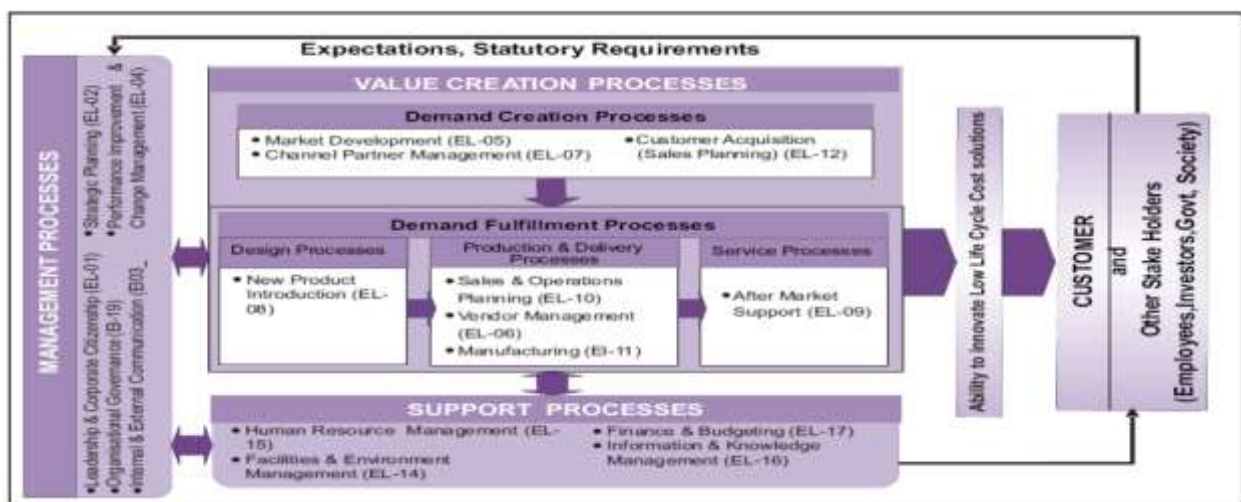 Expectations, Statutory Requirements
MANAGEMENT PROCESSES
•Strategic Planning (EL-02)
•Performance Improvement &
Change Management (EL-04)
•Leadership & Corporate Citizenship (EL-01)
•Organisational Governance (El-19)
•Internal & External Communication (El03_
VALUE CREATION PROCESSES
Demand Creation Processes
• Market Development (EL-05)
• Channel Partner Management (EL-07)
• Customer Acquisition
(Sales Planning) (EL-12)
Demand Fulfillment Processes
Design Processes
• New Product
Introduction (EL-
08)
Production & Delivery
Processes
• Sales & Operations
Planning (EL-10)
• Vendor Management
(EL-06)
• Manufacturing (El-11)
Service Processes
• After Market
Support (EL-09)
SUPPORT PROCESSES
• Human Resource Management (EL-
15)
• Facilities & Environment
Management (EL-14)
• Finance & Budgeting (EL-17)
• Information & Knowledge
Management (EL-16)
Ability to innovate Low Life Cycle Cost solutions
CUSTOMER
and
Other Stake Holders
(Employees,Investors.Govt, Society)